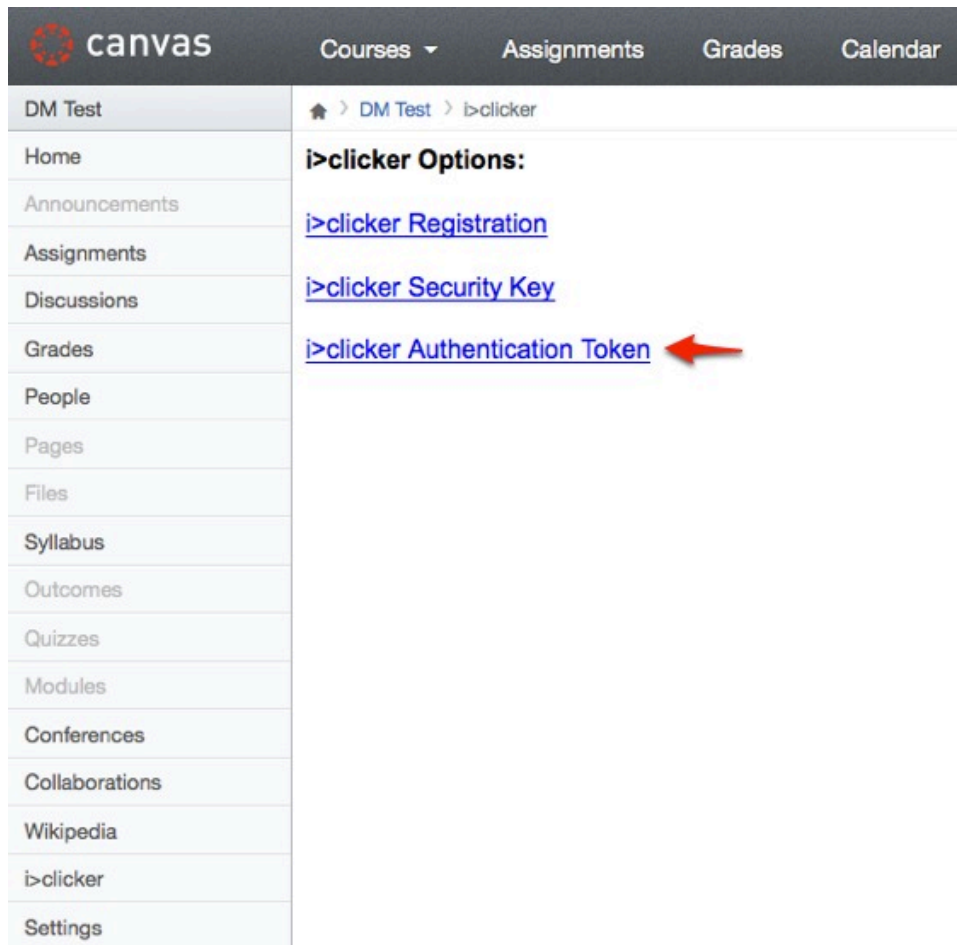 canvas
Courses Assignments Grades Calendar
DM Test
DM Test > i>clicker
Home
Announcements
Assignments
Discussions
Grades
People
Pages
Files
Syllabus
Outcomes
Quizzes
Modules
Conferences
Collaborations
Wikipedia
i>clicker
Settings
i>clicker Options:
i>clicker Registration
i>clicker Security Key
i>clicker Authentication Token